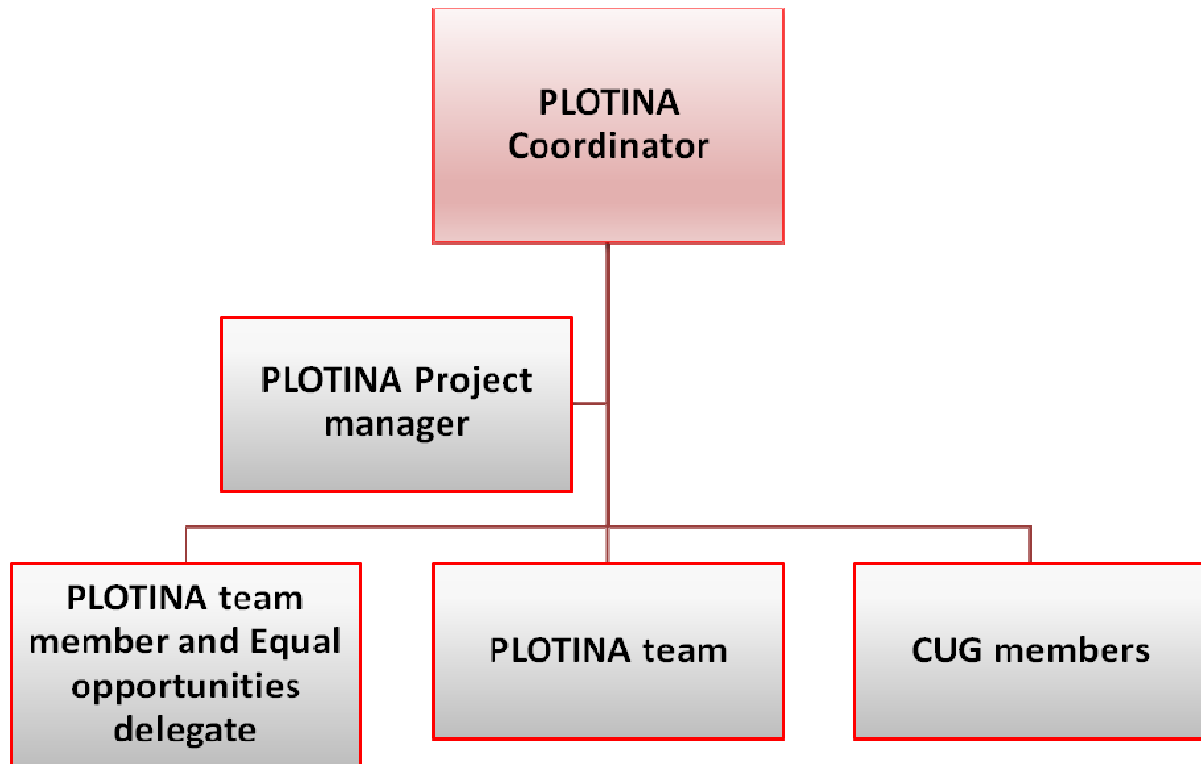 PLOTINA
Coordinator
PLOTINA Project
manager
PLOTINA team
member and Equal
opportunities
delegate
PLOTINA team
CUG members